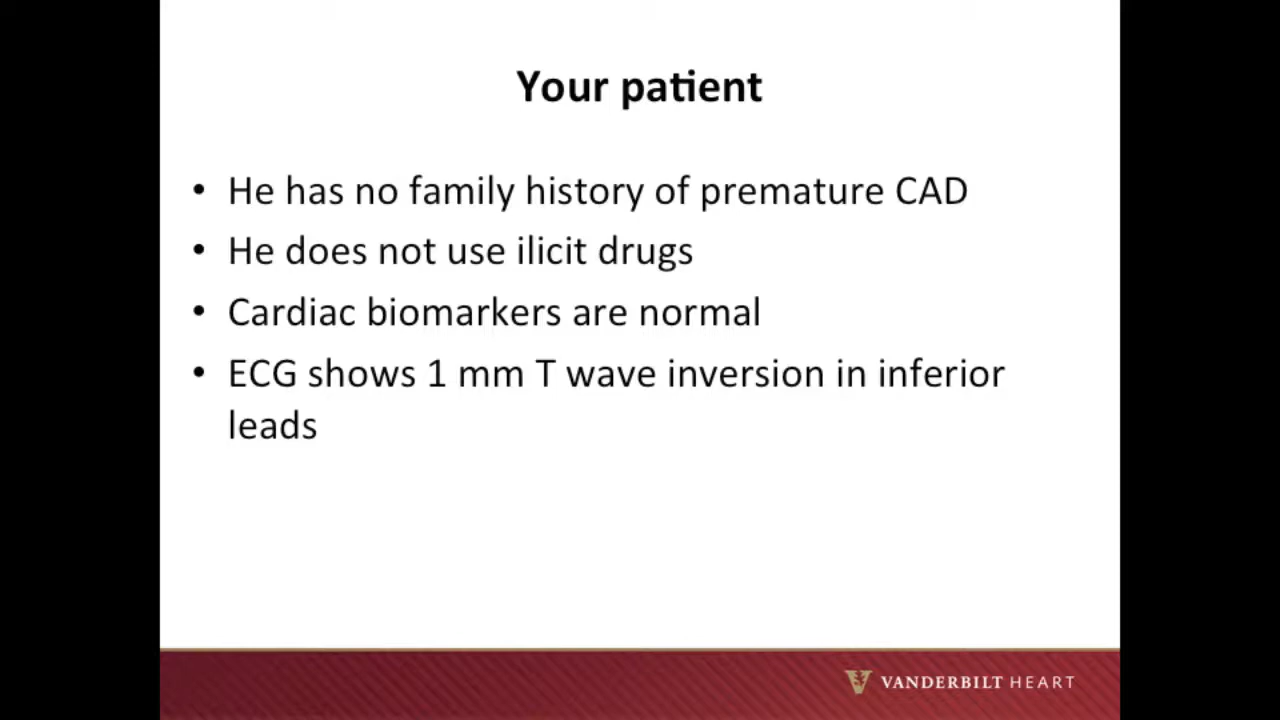 Your patient
• He has no family history of premature CAD
• He does not use ilicit drugs
• Cardiac biomarkers are normal
• ECG shows 1 mm T wave inversion in inferior
leads
VANDERBILT HEART